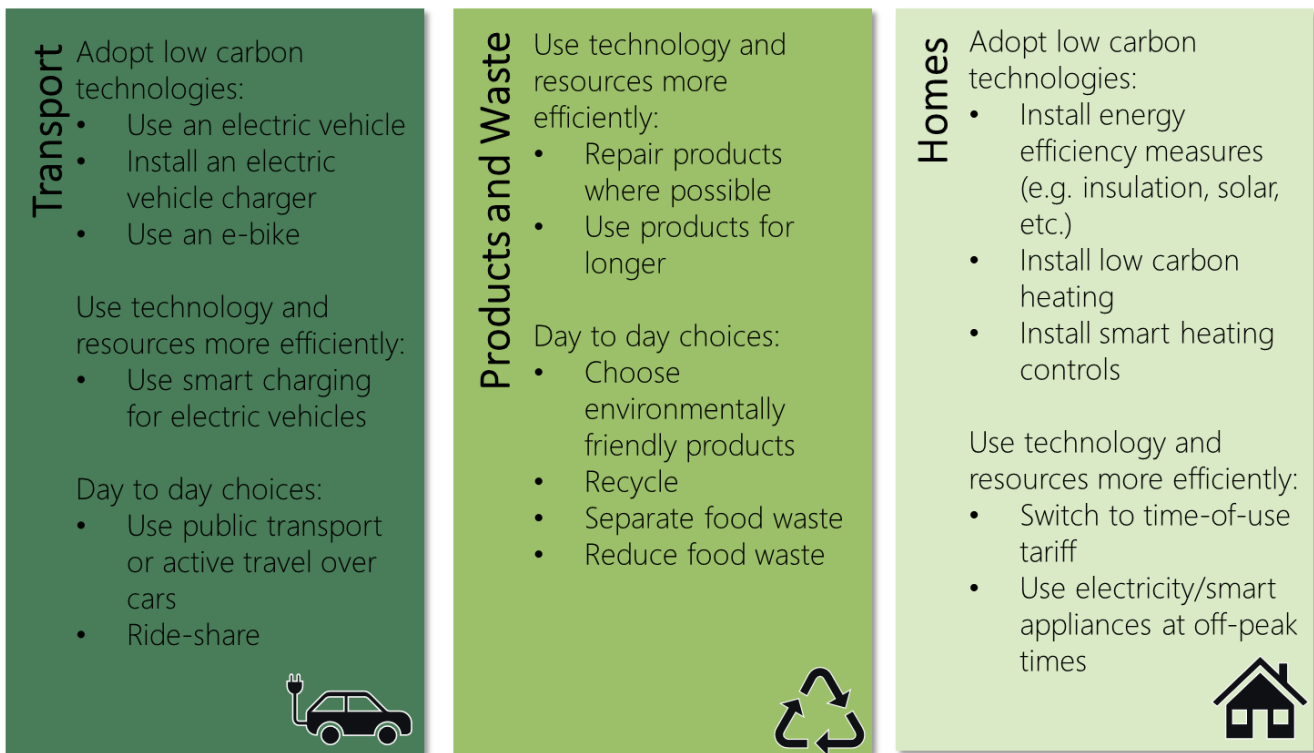 Transport
Adopt low carbon
technologies:
• Use an electric vehicle
• Install an electric
vehicle charger
• Use an e-bike
Use technology and
resources more efficiently:
• Use smart charging
for electric vehicles
Day to day choices:
• Use public transport
or active travel over
cars
• Ride-share
Products and Waste
Use technology and
resources more
efficiently:
• Repair products
where possible
• Use products for
longer
Day to day choices:
• Choose
environmentally
friendly products
• Recycle
• Separate food waste
• Reduce food waste
Homes
Adopt low carbon
technologies:
• Install energy
efficiency measures
(e.g. insulation, solar,
etc.)
• Install low carbon
heating
• Install smart heating
controls
Use technology and
resources more efficiently:
• Switch to time-of-use
tariff
• Use electricity/smart
appliances at off-peak
times